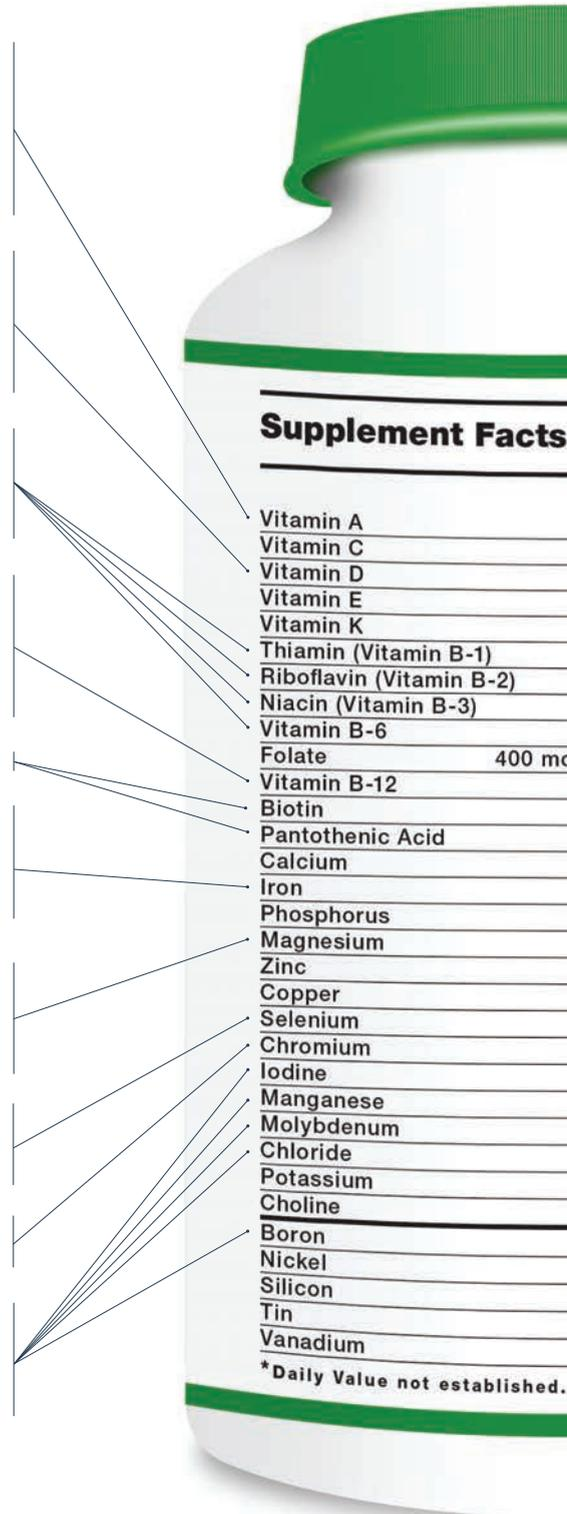 Supplement Facts
Vitamin A
Vitamin C
Vitamin D
Vitamin E
Vitamin K
Thiamin (Vitamin B-1)
Riboflavin (Vitamin B-2)
Niacin (Vitamin B-3)
Vitamin B-6
Folate 400 mc
Vitamin B-12
Biotin
Pantothenic Acid
Calcium
Iron
Phosphorus
Magnesium
Zinc
Copper
Selenium
Chromium
Iodine
Manganese
Molybdenum
Chloride
Potassium
Choline
Boron
Nickel
Silicon
Tin
Vanadium
*Daily Value not established.